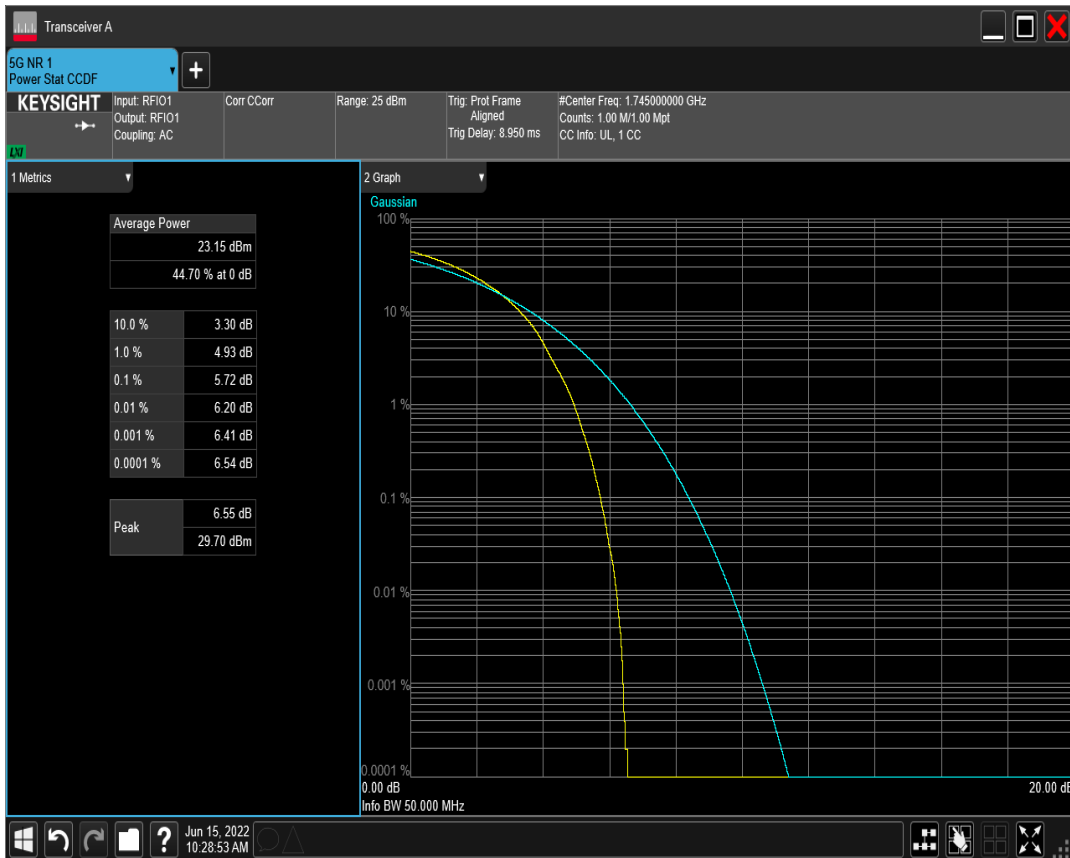 Transceiver A
5G NR 1
Power Stat CCDF
+
KEYSIGHT
LXI
Input: RFIO1
Output: RFIO1
Coupling: AC
Corr CCorr
Range: 25 dBm
Trig: Prot Frame
Aligned
Trig Delay: 8.950 ms
#Center Freq: 1.745000000 GHz
Counts: 1.00 M/1.00 Mpt
CC Info: UL, 1 CC
1 Metrics
Average Power
23.15 dBm
44.70 % at 0 dB
10.0 % 3.30 dB
1.0 % 4.93 dB
0.1 % 5.72 dB
0.01 % 6.20 dB
0.001 % 6.41 dB
0.0001 % 6.54 dB
Peak 6.55 dB
29.70 dBm
2 Graph
Gaussian
100 %
10 %
1 %
0.1 %
0.01 %
0.001 %
0.0001 %
0.00 dB 20.00 dB
Info BW 50.000 MHz
?
Jun 15, 2022
10:28:53 AM